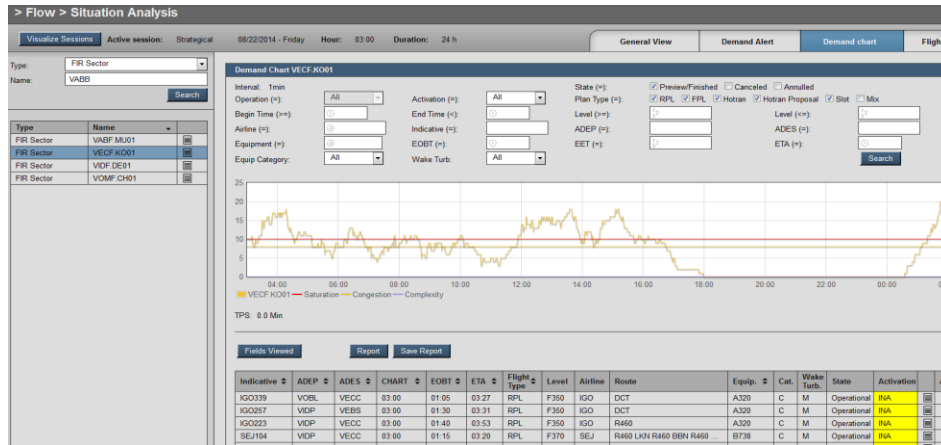 > Flow > Situation Analysis
Visualize Sessions Active session: Strategical 08/22/2014 - Friday Hour: 03:00 Duration: 24 h General View Demand Alert Demand chart Fligh
Type: FIR Sector
Name: VABB
Search
Type Name
FIR Sector VABF.MU01
FIR Sector VECF.KO01
FIR Sector VIDF.DE01
FIR Sector VOMF.CH01
Demand Chart VECF.KO01
Interval: 1min State (=): Preview/Finished Canceled Annulled
Operation (=): All Activation (=): All Plan Type (=): RPL FPL Hotran Hotran Proposal Slot Mix
Begin Time (>=): End Time (<): Level (>=): Level (<=):
Airline (=): Indicative (=): ADEP (=): ADES (=):
Equipment (=): EOBT (=): EET (=): ETA (=):
Equip Category: All Wake Turb: All Search
25
20
15
10
5
0
04:00 06:00 08:00 10:00 12:00 14:00 16:00 18:00 20:00 22:00 00:00
VECF.KO01 Saturation Congestion Complexity
TPS: 0.0 Min
Fields Viewed Report Save Report
Indicative ADEP ADES CHART EOBT ETA Flight Type Level Airline Route Equip. Cat. Wake Turb. State Activation
IGO339 VOBL VECC 03:00 01:05 03:27 RPL F350 IGO DCT A320 C M Operational INA
IGO257 VIDP VEBS 03:00 01:30 03:31 RPL F350 IGO DCT A320 C M Operational INA
IGO223 VIDP VECC 03:00 01:40 03:53 RPL F350 IGO R460 A320 C M Operational INA
SEJ104 VIDP VECC 03:00 01:15 03:20 RPL F370 SEJ R460 LKN R460 BBN R460 ... B738 C M Operational INA